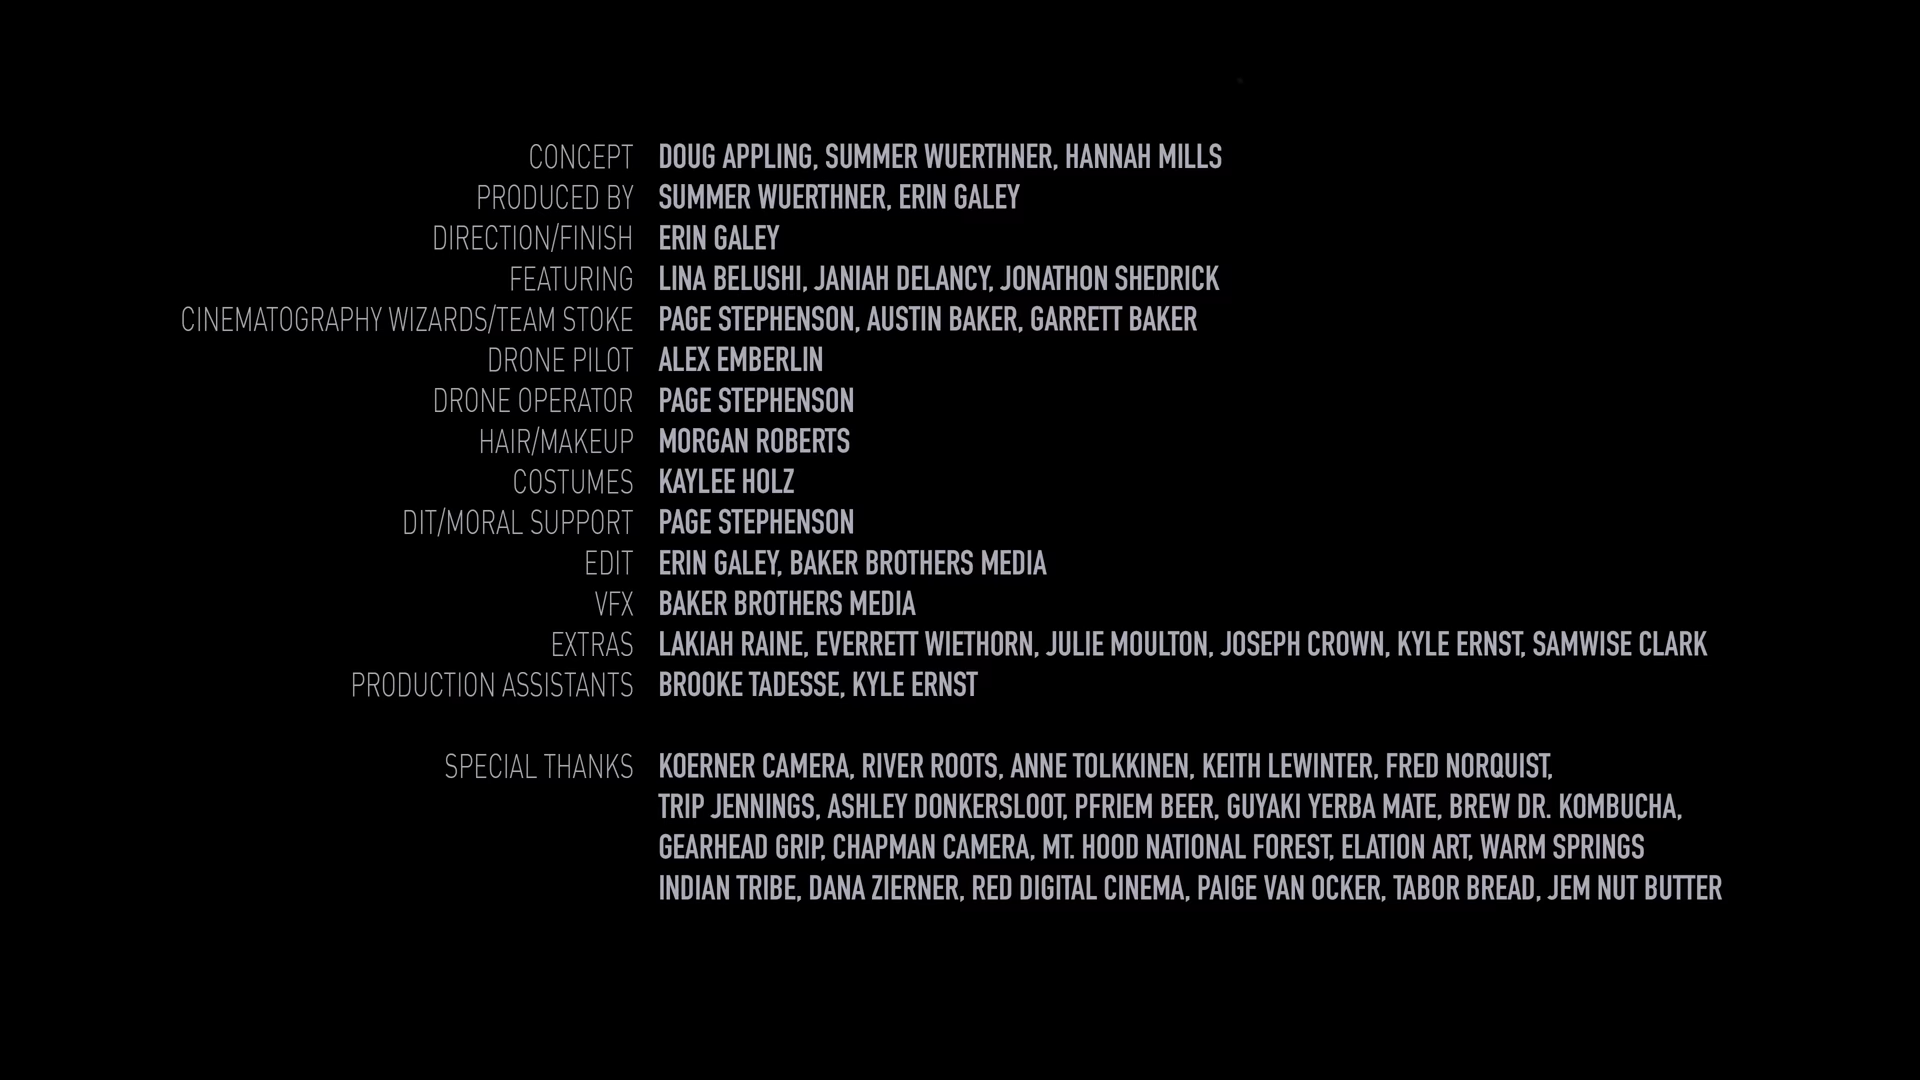 CONCEPT DOUG APPLING, SUMMER WUERTHNER, HANNAH MILLS
PRODUCED BY SUMMER WUERTHNER, ERIN GALEY
DIRECTION/FINISH ERIN GALEY
FEATURING LINA BELUSHI, JANIAH DELANCY, JONATHON SHEDRICK
CINEMATOGRAPHY WIZARDS/TEAM STOKE PAGE STEPHENSON, AUSTIN BAKER, GARRETT BAKER
DRONE PILOT ALEX EMBERLIN
DRONE OPERATOR PAGE STEPHENSON
HAIR/MAKEUP MORGAN ROBERTS
COSTUMES KAYLEE HOLZ
DIT/MORAL SUPPORT PAGE STEPHENSON
EDIT ERIN GALEY, BAKER BROTHERS MEDIA
VFX BAKER BROTHERS MEDIA
EXTRAS LAKIAH RAINE, EVERRETT WIETHORN, JULIE MOULTON, JOSEPH CROWN, KYLE ERNST, SAMWISE CLARK
PRODUCTION ASSISTANTS BROOKE TADESSE, KYLE ERNST
SPECIAL THANKS KOERNER CAMERA, RIVER ROOTS, ANNE TOLKKINEN, KEITH LEWINTER, FRED NORQUIST,
TRIP JENNINGS, ASHLEY DONKERSLOOT, PFRIEM BEER, GUYAKI YERBA MATE, BREW DR. KOMBUCHA,
GEARHEAD GRIP, CHAPMAN CAMERA, MT. HOOD NATIONAL FOREST, ELATION ART, WARM SPRINGS
INDIAN TRIBE, DANA ZIERNER, RED DIGITAL CINEMA, PAIGE VAN OCKER, TABOR BREAD, JEM NUT BUTTER